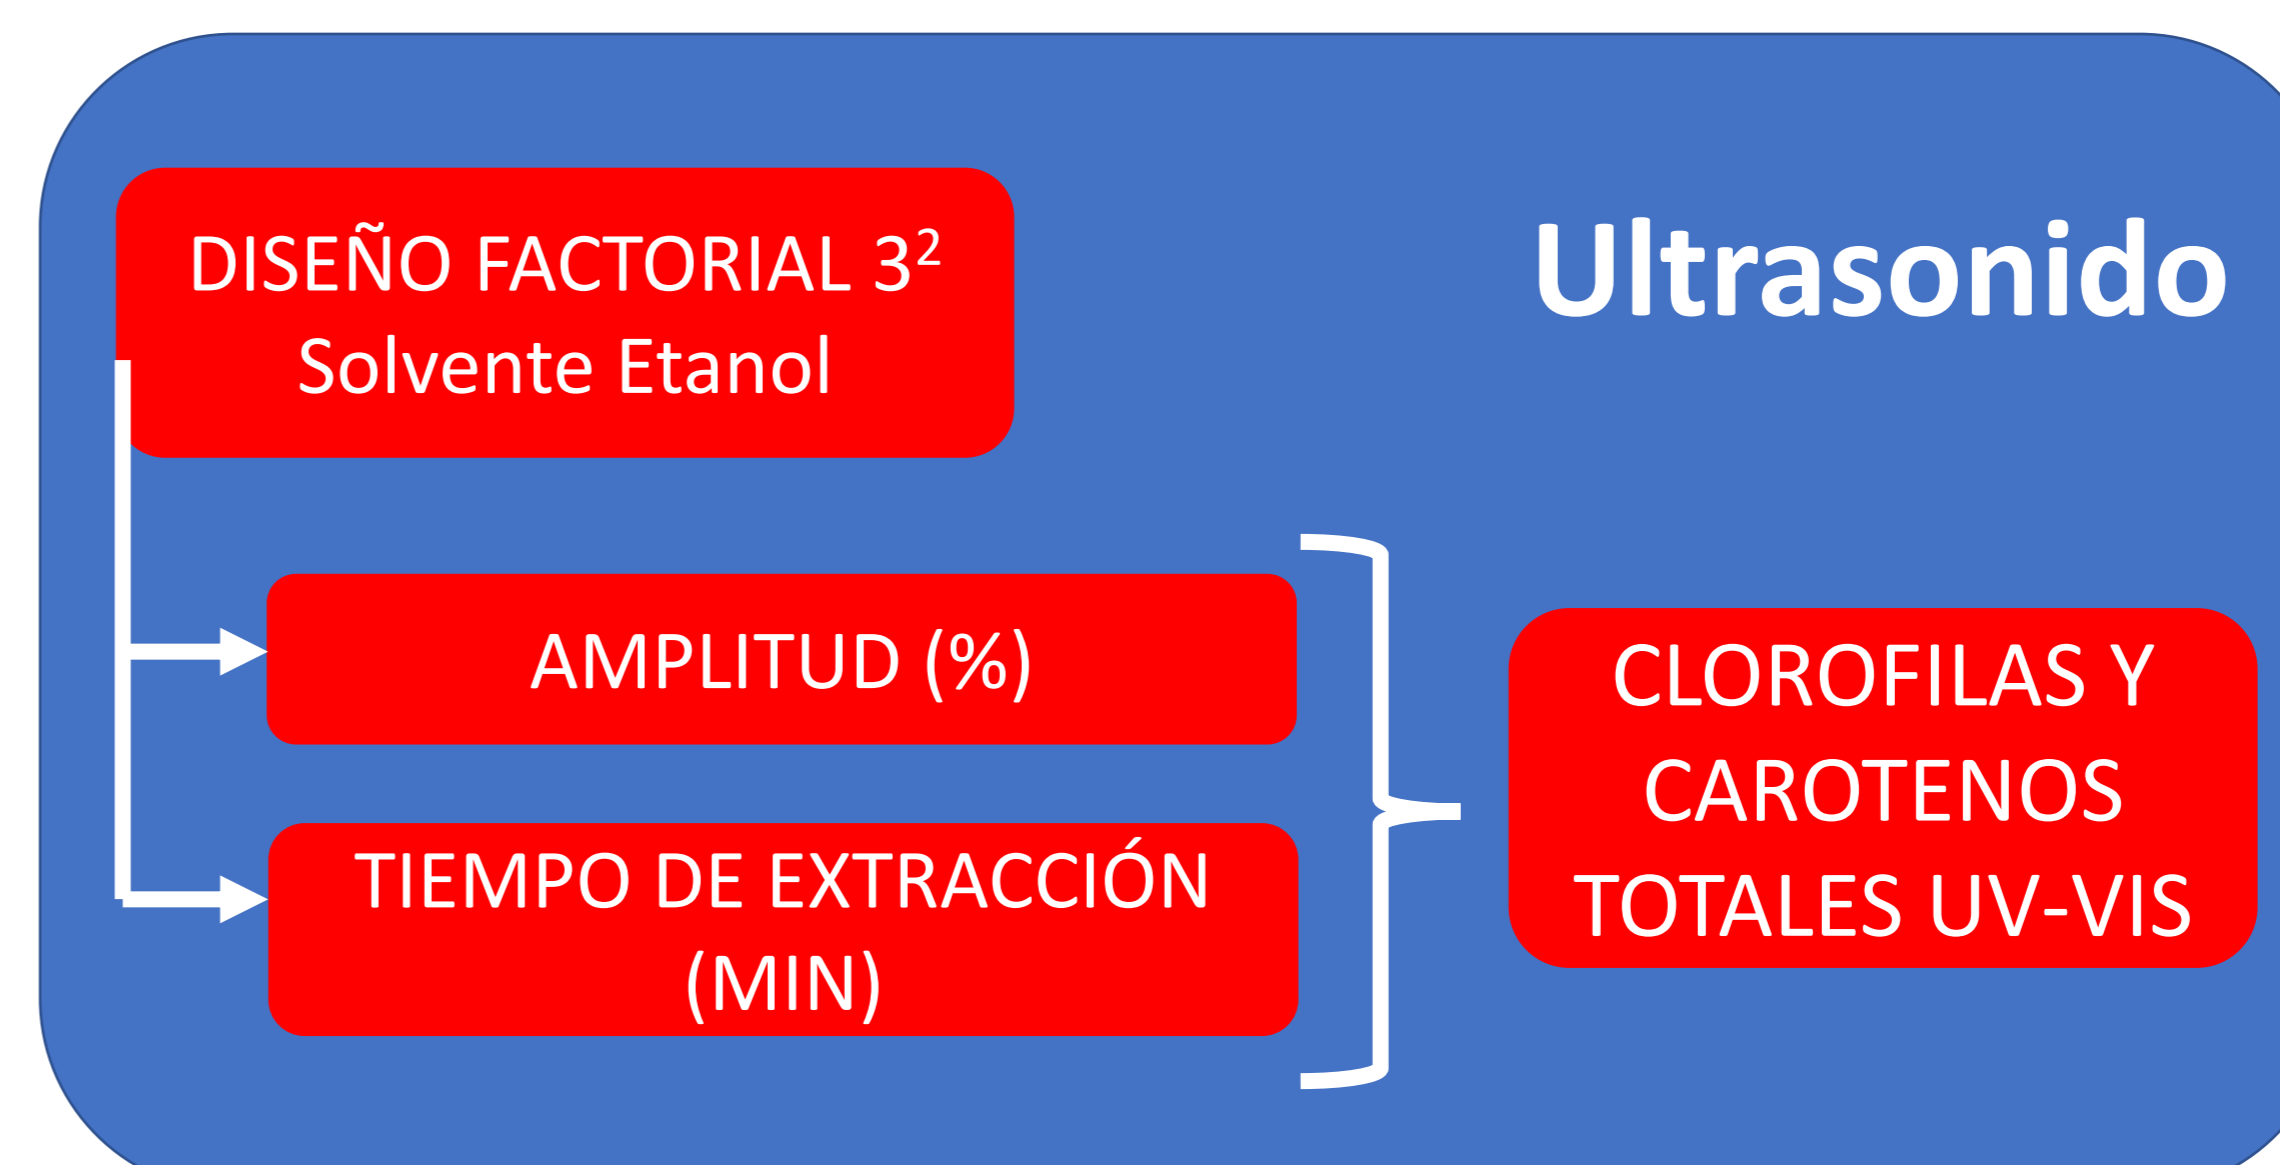 DISEÑO FACTORIAL 3²
Solvente Etanol
Ultrasonido
AMPLITUD (%)
TIEMPO DE EXTRACCIÓN
(MIN)
CLOROFILAS Y
CAROTENOS
TOTALES UV-VIS